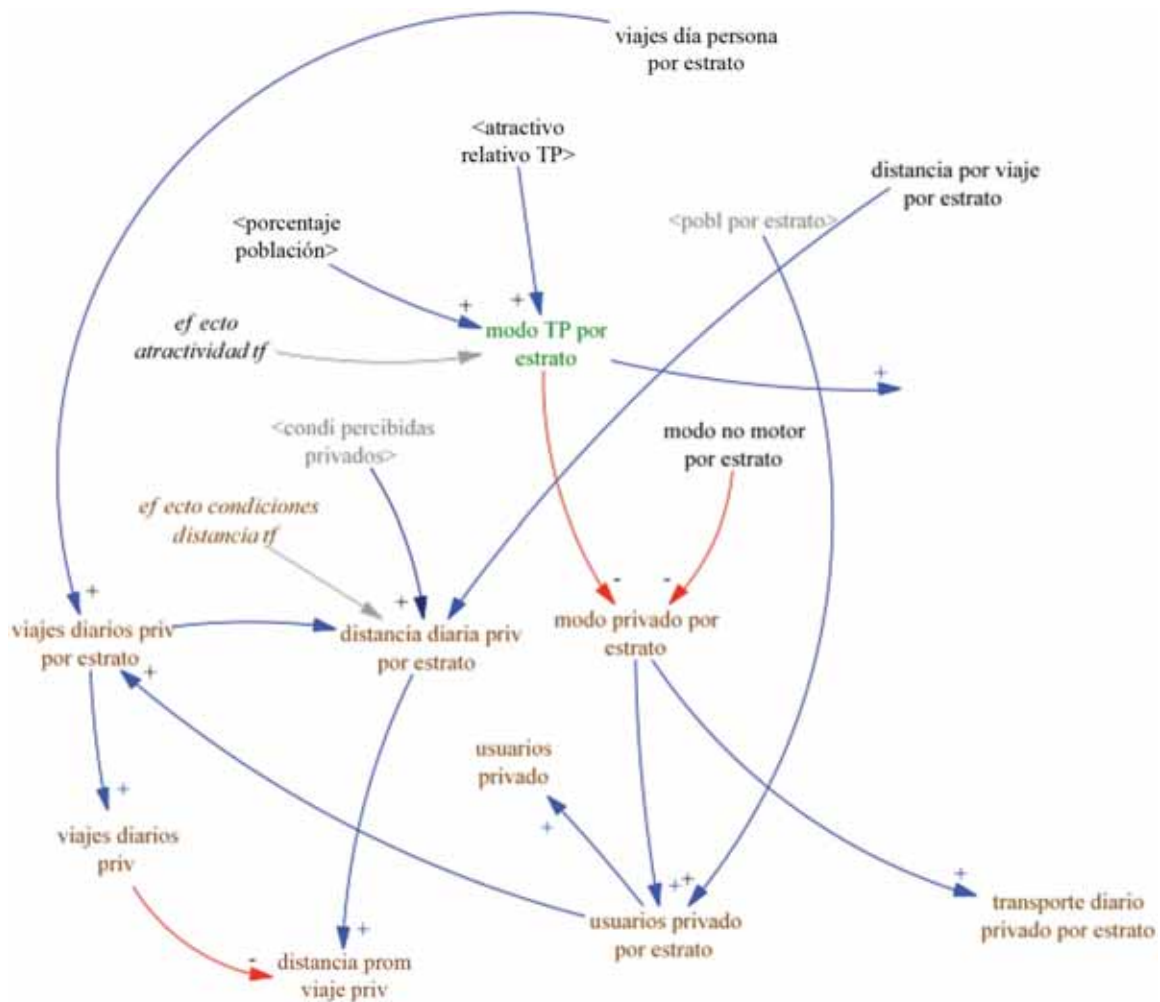 viajes día persona
por estrato
<atractivo
relativo TP>
distancia por viaje
por estrato
<pobl por estrato>
<porcentaje
población>
+
+
modo TP por
estrato
ef ecto
atractividad tf
+
<condi percibidas
privados>
modo no motor
por estrato
ef ecto condiciones
distancia tf
+
+
-
-
viajes diarios priv
por estrato
distancia diaria priv
por estrato
modo privado por
estrato
+
usuarios
privado
+
+
viajes diarios
priv
+
+
+
usuarios privado
por estrato
+
transporte diario
privado por estrato
+
-
distancia prom
viaje priv